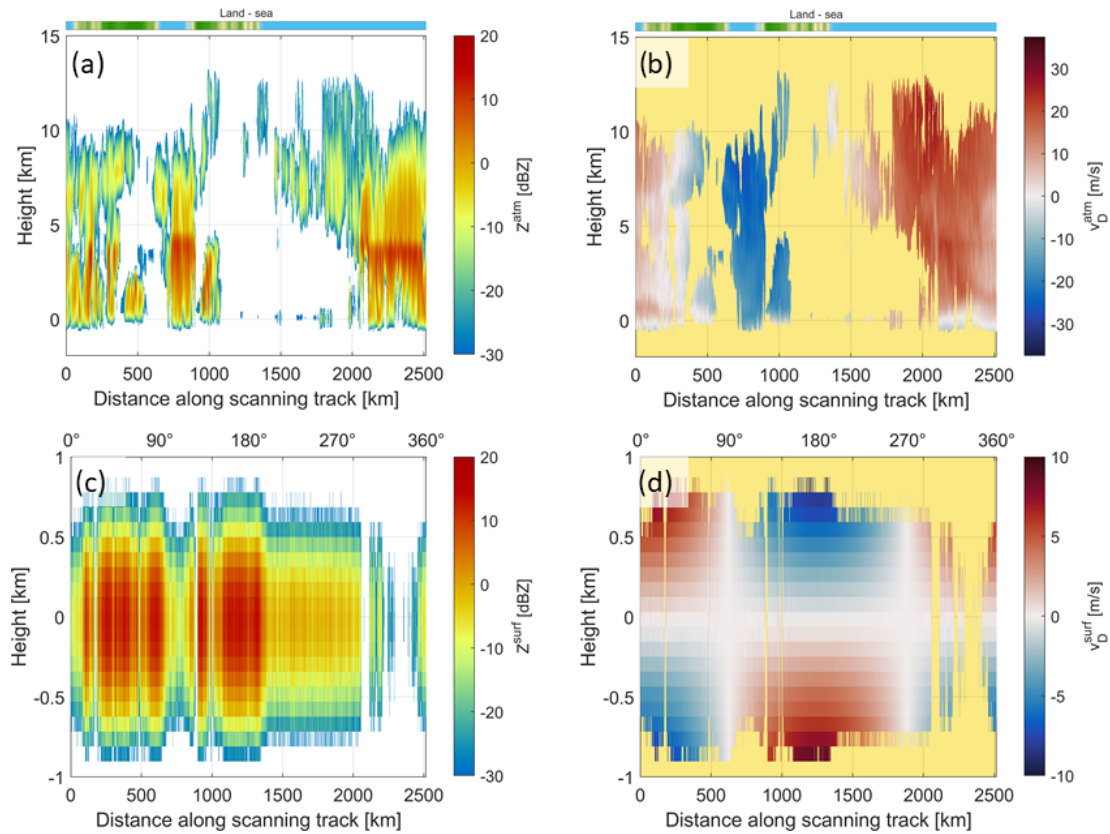 Land - sea
(a)
15
10
5
0
Height [km]
0 500 1000 1500 2000 2500
Distance along scanning track [km]
20
10
0
-10
-20
-30
Z^atm [dBZ]
Land - sea
(b)
15
10
5
0
Height [km]
0 500 1000 1500 2000 2500
Distance along scanning track [km]
30
20
10
0
-10
-20
-30
v_D^atm [m/s]
0° 90° 180° 270° 360°
(c)
1
0.5
0
-0.5
-1
Height [km]
0 500 1000 1500 2000 2500
Distance along scanning track [km]
20
10
0
-10
-20
-30
Z^surf [dBZ]
0° 90° 180° 270° 360°
(d)
1
0.5
0
-0.5
-1
Height [km]
0 500 1000 1500 2000 2500
Distance along scanning track [km]
10
5
0
-5
-10
v_D^surf [m/s]